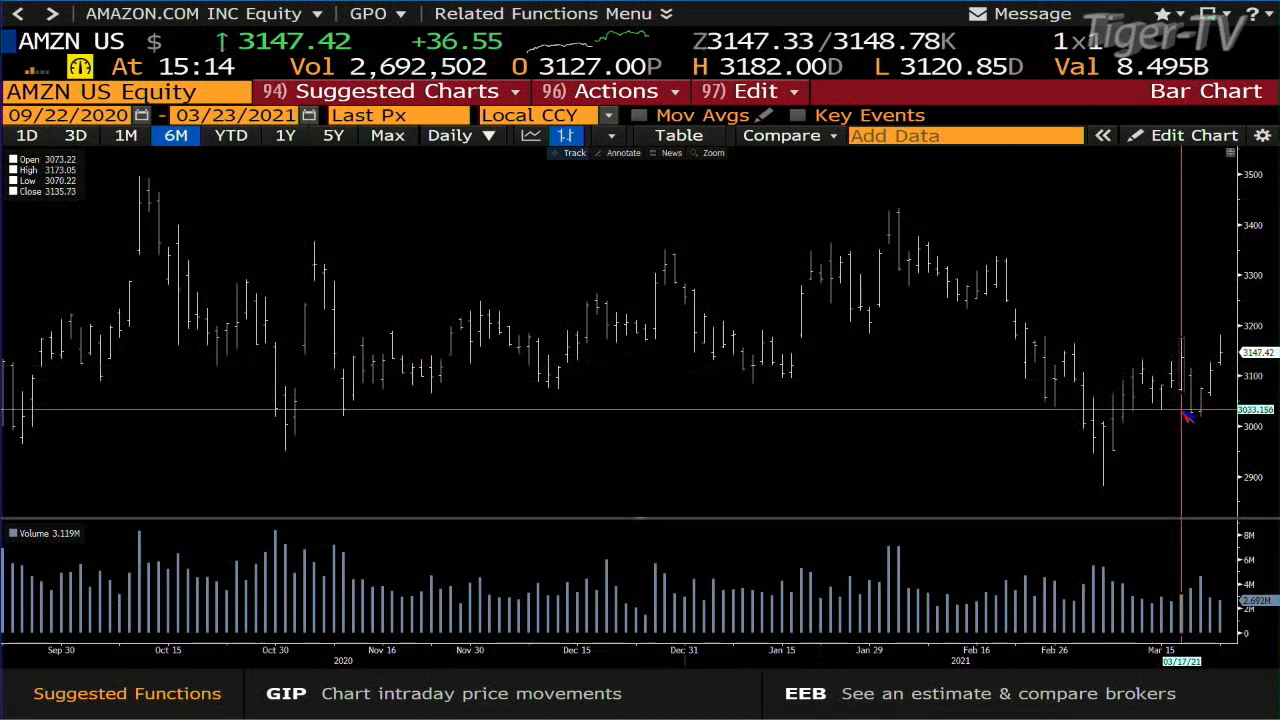 < > AMAZON.COM INC Equity GPO Related Functions Menu Message ?
AMZN US $ ↑ 3147.42 +36.55 Z3147.33/3148.78K 1x1
Tiger-TV
At 15:14 Vol 2,692,502 O 3127.00P H 3182.00D L 3120.85D Val 8.495B
AMZN US Equity 94) Suggested Charts 96) Actions 97) Edit Bar Chart
09/22/2020 - 03/23/2021 Last Px Local CCY Mov Avgs Key Events
1D 3D 1M 6M YTD 1Y 5Y Max Daily ▼ Table Compare Add Data « Edit Chart
Track Annotate News Zoom
Open 3073.22
High 3173.05
Low 3070.22
Close 3135.73
3500
3400
3300
3200
3147.42
3100
3033.156
3000
2900
Volume 3.119M
8M
6M
4M
2.692M
2M
0
Sep 30 Oct 15 Oct 30 Nov 16 Nov 30 Dec 15 Dec 31 Jan 15 Jan 29 Feb 16 Feb 26 Mar 15
2020 2021 03/17/21
Suggested Functions GIP Chart intraday price movements EEB See an estimate & compare brokers